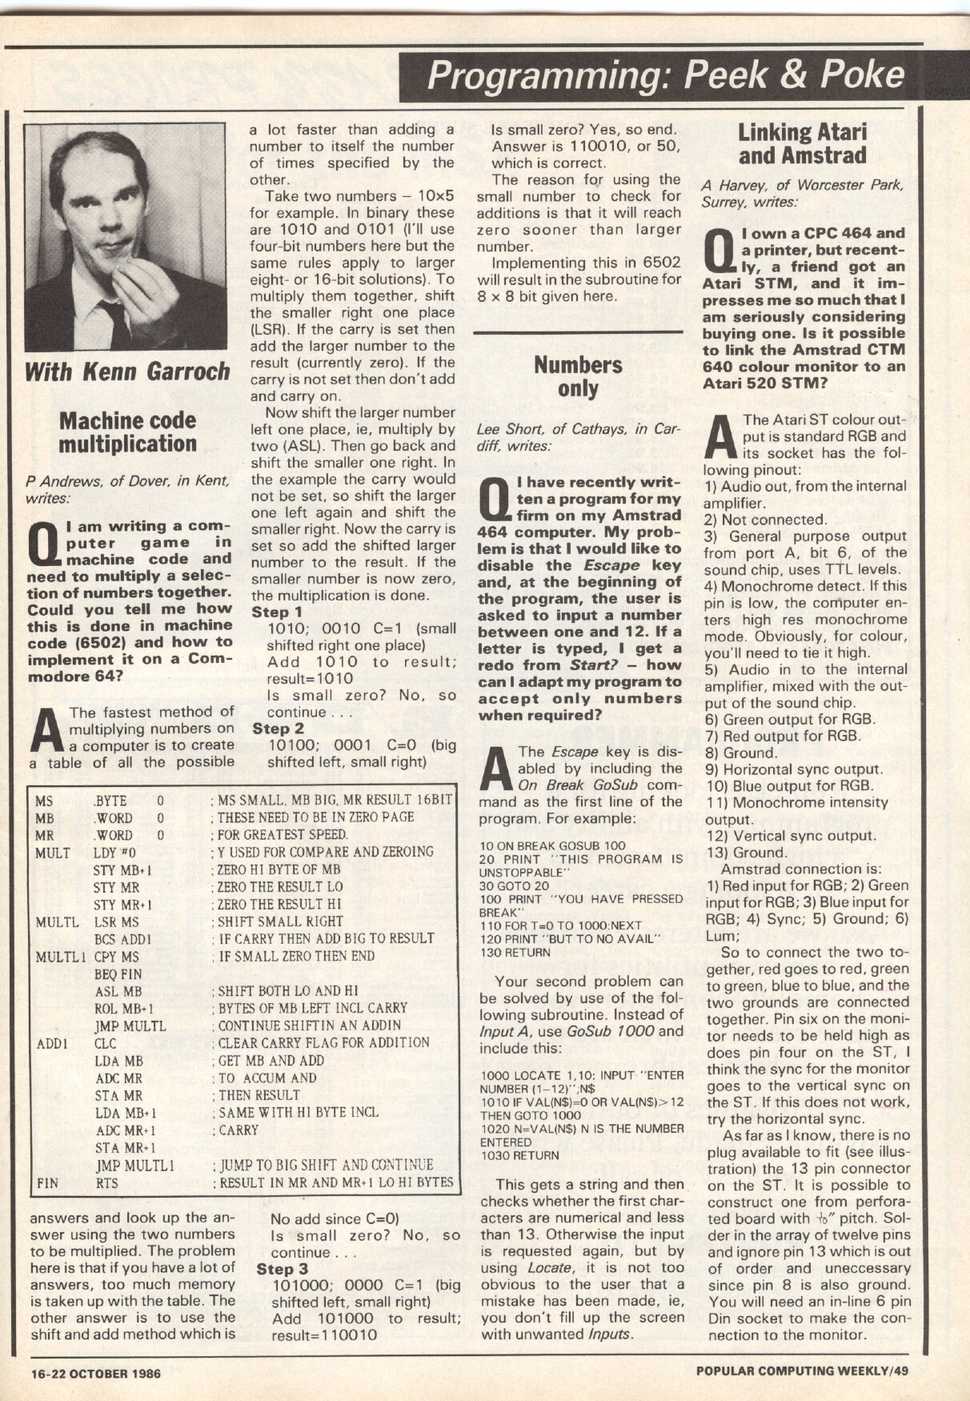 Programming: Peek & Poke
With Kenn Garroch
Machine code
multiplication
P Andrews, of Dover, in Kent,
writes:
Q I am writing a com-
puter game in
machine code and
need to multiply a selec-
tion of numbers together.
Could you tell me how
this is done in machine
code (6502) and how to
implement it on a Com-
modore 64?
A The fastest method of
multiplying numbers on
a computer is to create
a table of all the possible
MS .BYTE 0 ; MS SMALL, MB BIG, MR RESULT 16BIT
MB .WORD 0 ; THESE NEED TO BE IN ZERO PAGE
MR .WORD 0 ; FOR GREATEST SPEED.
MULT LDY #0 ; Y USED FOR COMPARE AND ZEROING
STY MB+1 ; ZERO HI BYTE OF MB
STY MR ; ZERO THE RESULT LO
STY MR+1 ; ZERO THE RESULT HI
MULTL LSR MS ; SHIFT SMALL RIGHT
BCS ADD1 ; IF CARRY THEN ADD BIG TO RESULT
MULTL1 CPY MS ; IF SMALL ZERO THEN END
BEQ FIN
ASL MB ; SHIFT BOTH LO AND HI
ROL MB+1 ; BYTES OF MB LEFT INCL CARRY
JMP MULTL ; CONTINUE SHIFTIN AN ADDIN
ADD1 CLC ; CLEAR CARRY FLAG FOR ADDITION
LDA MB ; GET MB AND ADD
ADC MR ; TO ACCUM AND
STA MR ; THEN RESULT
LDA MB+1 ; SAME WITH HI BYTE INCL
ADC MR+1 ; CARRY
STA MR+1
JMP MULTL1 ; JUMP TO BIG SHIFT AND CONTINUE
FIN RTS ; RESULT IN MR AND MR+1 LO HI BYTES
answers and look up the an-
swer using the two numbers
to be multiplied. The problem
here is that if you have a lot of
answers, too much memory
is taken up with the table. The
other answer is to use the
shift and add method which is
a lot faster than adding a
number to itself the number
of times specified by the
other.
Take two numbers – 10x5
for example. In binary these
are 1010 and 0101 (I'll use
four-bit numbers here but the
same rules apply to larger
eight- or 16-bit solutions). To
multiply them together, shift
the smaller right one place
(LSR). If the carry is set then
add the larger number to the
result (currently zero). If the
carry is not set then don't add
and carry on.
Now shift the larger number
left one place, ie, multiply by
two (ASL). Then go back and
shift the smaller one right. In
the example the carry would
not be set, so shift the larger
one left again and shift the
smaller right. Now the carry is
set so add the shifted larger
number to the result. If the
smaller number is now zero,
the multiplication is done.
Step 1
1010; 0010 C=1 (small
shifted right one place)
Add 1010 to result;
result=1010
Is small zero? No, so
continue . . .
Step 2
10100; 0001 C=0 (big
shifted left, small right)
No add since C=0)
Is small zero? No, so
continue . . .
Step 3
101000; 0000 C=1 (big
shifted left, small right)
Add 101000 to result;
result=110010
Is small zero? Yes, so end.
Answer is 110010, or 50,
which is correct.
The reason for using the
small number to check for
additions is that it will reach
zero sooner than larger
number.
Implementing this in 6502
will result in the subroutine for
8 × 8 bit given here.
Numbers
only
Lee Short, of Cathays, in Car-
diff, writes:
Q I have recently writ-
ten a program for my
firm on my Amstrad
464 computer. My prob-
lem is that I would like to
disable the Escape key
and, at the beginning of
the program, the user is
asked to input a number
between one and 12. If a
letter is typed, I get a
redo from Start? – how
can I adapt my program to
accept only numbers
when required?
A The Escape key is dis-
abled by including the
On Break GoSub com-
mand as the first line of the
program. For example:
10 ON BREAK GOSUB 100
20 PRINT "THIS PROGRAM IS
UNSTOPPABLE"
30 GOTO 20
100 PRINT "YOU HAVE PRESSED
BREAK"
110 FOR T=0 TO 1000:NEXT
120 PRINT "BUT TO NO AVAIL"
130 RETURN
Your second problem can
be solved by use of the fol-
lowing subroutine. Instead of
Input A, use GoSub 1000 and
include this:
1000 LOCATE 1,10: INPUT "ENTER
NUMBER (1–12)";N$
1010 IF VAL(N$)=0 OR VAL(N$)>12
THEN GOTO 1000
1020 N=VAL(N$) N IS THE NUMBER
ENTERED
1030 RETURN
This gets a string and then
checks whether the first char-
acters are numerical and less
than 13. Otherwise the input
is requested again, but by
using Locate, it is not too
obvious to the user that a
mistake has been made, ie,
you don't fill up the screen
with unwanted Inputs.
Linking Atari
and Amstrad
A Harvey, of Worcester Park,
Surrey, writes:
Q I own a CPC 464 and
a printer, but recent-
ly, a friend got an
Atari STM, and it im-
presses me so much that I
am seriously considering
buying one. Is it possible
to link the Amstrad CTM
640 colour monitor to an
Atari 520 STM?
A The Atari ST colour out-
put is standard RGB and
its socket has the fol-
lowing pinout:
1) Audio out, from the internal
amplifier.
2) Not connected.
3) General purpose output
from port A, bit 6, of the
sound chip, uses TTL levels.
4) Monochrome detect. If this
pin is low, the computer en-
ters high res monochrome
mode. Obviously, for colour,
you'll need to tie it high.
5) Audio in to the internal
amplifier, mixed with the out-
put of the sound chip.
6) Green output for RGB.
7) Red output for RGB.
8) Ground.
9) Horizontal sync output.
10) Blue output for RGB.
11) Monochrome intensity
output.
12) Vertical sync output.
13) Ground.
Amstrad connection is:
1) Red input for RGB; 2) Green
input for RGB; 3) Blue input for
RGB; 4) Sync; 5) Ground; 6)
Lum;
So to connect the two to-
gether, red goes to red, green
to green, blue to blue, and the
two grounds are connected
together. Pin six on the moni-
tor needs to be held high as
does pin four on the ST, I
think the sync for the monitor
goes to the vertical sync on
the ST. If this does not work,
try the horizontal sync.
As far as I know, there is no
plug available to fit (see illus-
tration) the 13 pin connector
on the ST. It is possible to
construct one from perfora-
ted board with 1/10" pitch. Sol-
der in the array of twelve pins
and ignore pin 13 which is out
of order and uneccessary
since pin 8 is also ground.
You will need an in-line 6 pin
Din socket to make the con-
nection to the monitor.
16-22 OCTOBER 1986
POPULAR COMPUTING WEEKLY/49